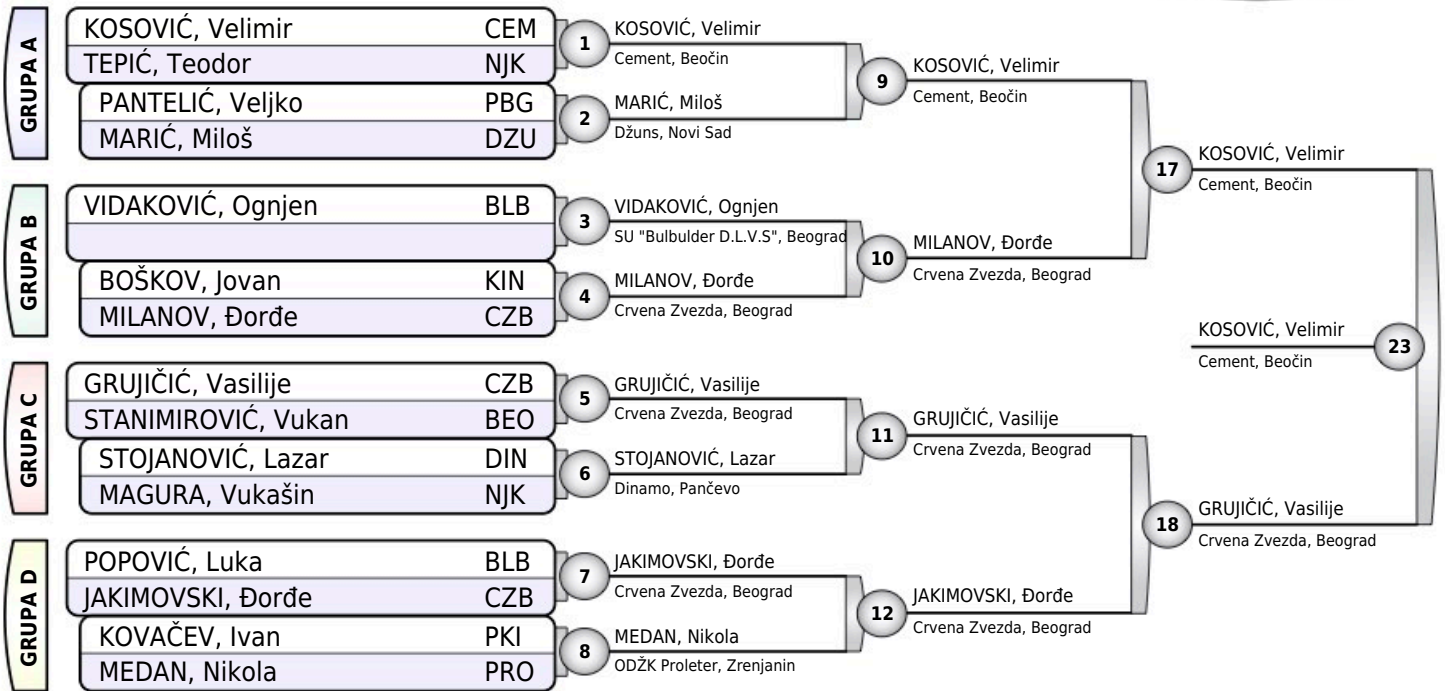 GRUPA A
KOSOVIĆ, Velimir CEM
TEPIĆ, Teodor NJK
PANTELIĆ, Veljko PBG
MARIĆ, Miloš DZU
GRUPA B
VIDAKOVIĆ, Ognjen BLB
BOŠKOV, Jovan KIN
MILANOV, Đorđe CZB
GRUPA C
GRUJIČIĆ, Vasilije CZB
STANIMIROVIĆ, Vukan BEO
STOJANOVIĆ, Lazar DIN
MAGURA, Vukašin NJK
GRUPA D
POPOVIĆ, Luka BLB
JAKIMOVSKI, Đorđe CZB
KOVAČEV, Ivan PKI
MEDAN, Nikola PRO
1
KOSOVIĆ, Velimir
Cement, Beočin
2
MARIĆ, Miloš
Džuns, Novi Sad
3
VIDAKOVIĆ, Ognjen
SU "Bulbulder D.L.V.S", Beograd
4
MILANOV, Đorđe
Crvena Zvezda, Beograd
5
GRUJIČIĆ, Vasilije
Crvena Zvezda, Beograd
6
STOJANOVIĆ, Lazar
Dinamo, Pančevo
7
JAKIMOVSKI, Đorđe
Crvena Zvezda, Beograd
8
MEDAN, Nikola
ODŽK Proleter, Zrenjanin
9
KOSOVIĆ, Velimir
Cement, Beočin
10
MILANOV, Đorđe
Crvena Zvezda, Beograd
11
GRUJIČIĆ, Vasilije
Crvena Zvezda, Beograd
12
JAKIMOVSKI, Đorđe
Crvena Zvezda, Beograd
17
KOSOVIĆ, Velimir
Cement, Beočin
18
GRUJIČIĆ, Vasilije
Crvena Zvezda, Beograd
KOSOVIĆ, Velimir
Cement, Beočin
23